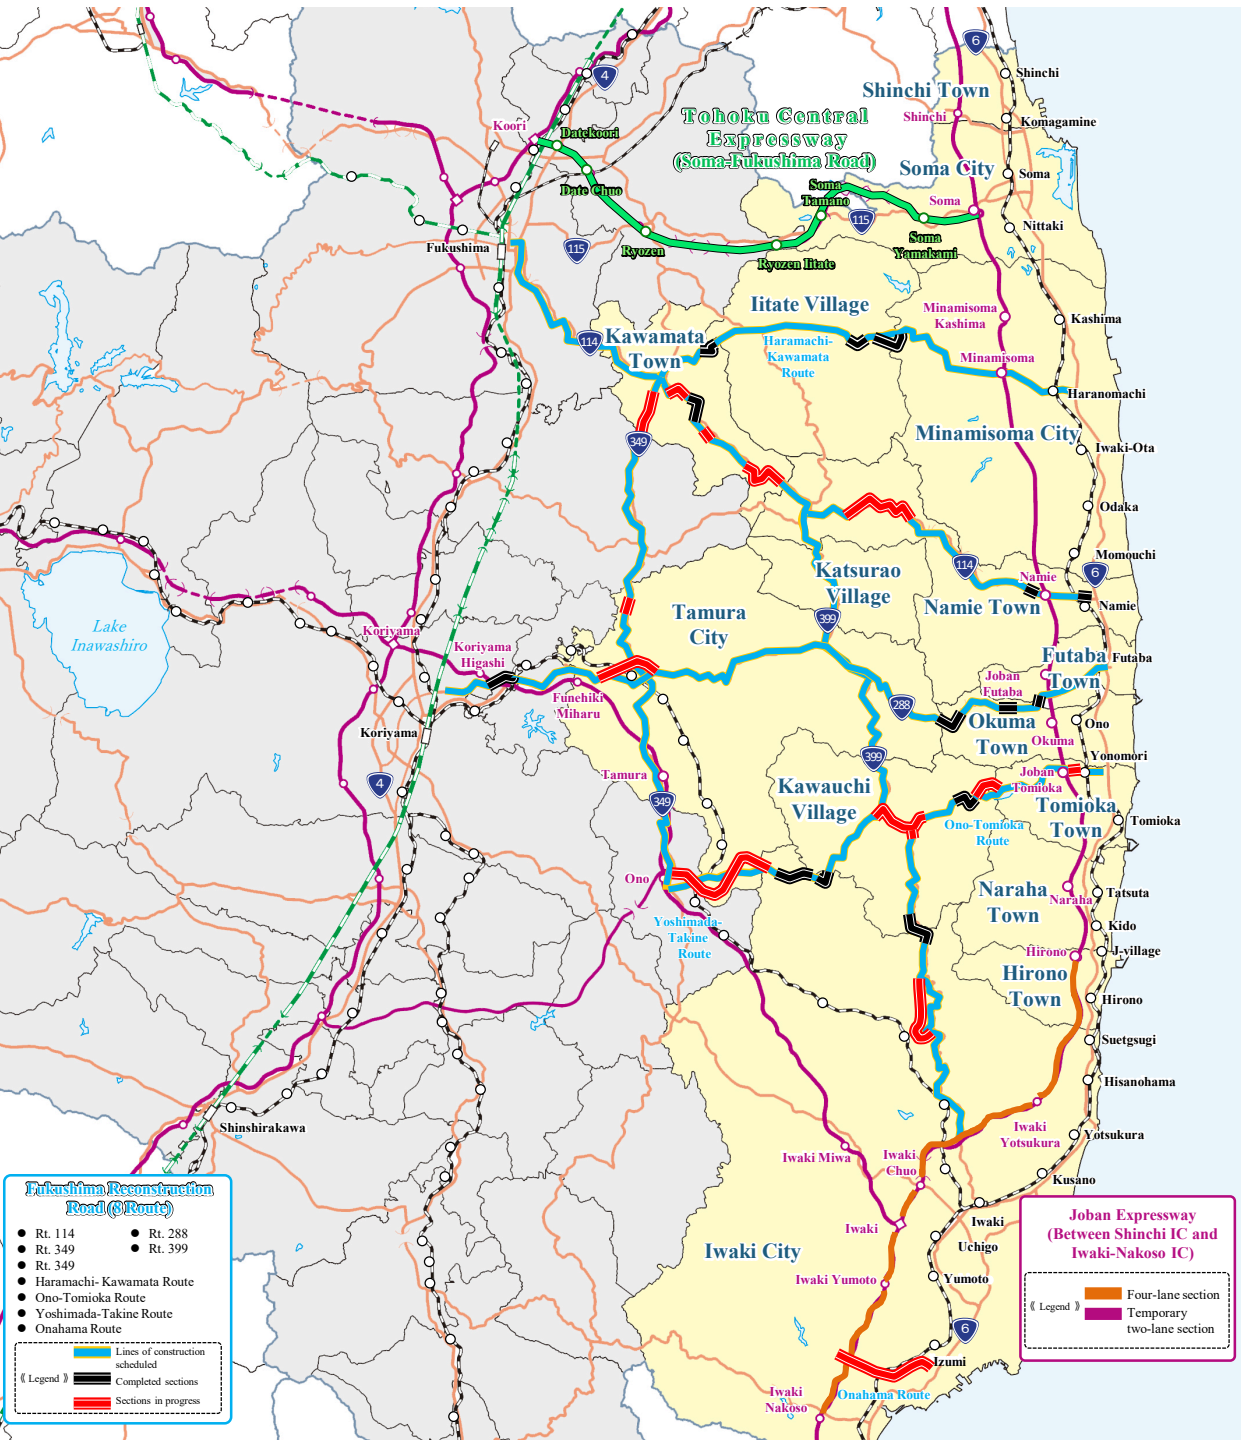 6
Shinchi
4
Shinchi Town
Tohoku Central
Expressway
(Soma-Fukushima Road)
Shinchi
Komagamine
Koori
Datekoori
Soma City
Soma
Date Chuo
Soma
Tamano
Soma
115
Nittaki
Fukushima
115
Ryozen
Ryozen Iitate
Soma
Yamakami
Iitate Village
Minamisoma
Kashima
Kashima
114
Kawamata
Town
Haramachi-
Kawamata
Route
Minamisoma
Haranomachi
349
Minamisoma City
Iwaki-Ota
Odaka
Momouchi
114
6
Katsurao
Village
Namie
Namie Town
Namie
Tamura
City
399
Lake
Inawashiro
Koriyama
Koriyama
Higashi
Futaba
Town
Futaba
Joban
Futaba
Funehiki
Miharu
288
Okuma
Town
Ono
Okuma
Koriyama
399
Yonomori
Tamura
4
Joban
Tomioka
Kawauchi
Village
349
Tomioka
Town
Tomioka
Ono-Tomioka
Route
Ono
Naraha
Town
Naraha
Tatsuta
Yoshimada-
Takine
Route
Kido
Hirono
J-village
Hirono
Town
Hirono
Suetgsugi
Hisanohama
Shinshirakawa
Iwaki
Yotsukura
Yotsukura
Iwaki Miwa
Iwaki
Chuo
Kusano
Iwaki
Iwaki
Uchigo
Iwaki City
Iwaki Yumoto
Yumoto
6
Izumi
Iwaki
Nakoso
Onahama Route
Fukushima Reconstruction
Road (8 Route)
● Rt. 114
● Rt. 288
● Rt. 349
● Rt. 399
● Rt. 349
● Haramachi- Kawamata Route
● Ono-Tomioka Route
● Yoshimada-Takine Route
● Onahama Route
《 Legend 》
Lines of construction
scheduled
Completed sections
Sections in progress
Joban Expressway
(Between Shinchi IC and
Iwaki-Nakoso IC)
《 Legend 》
Four-lane section
Temporary
two-lane section